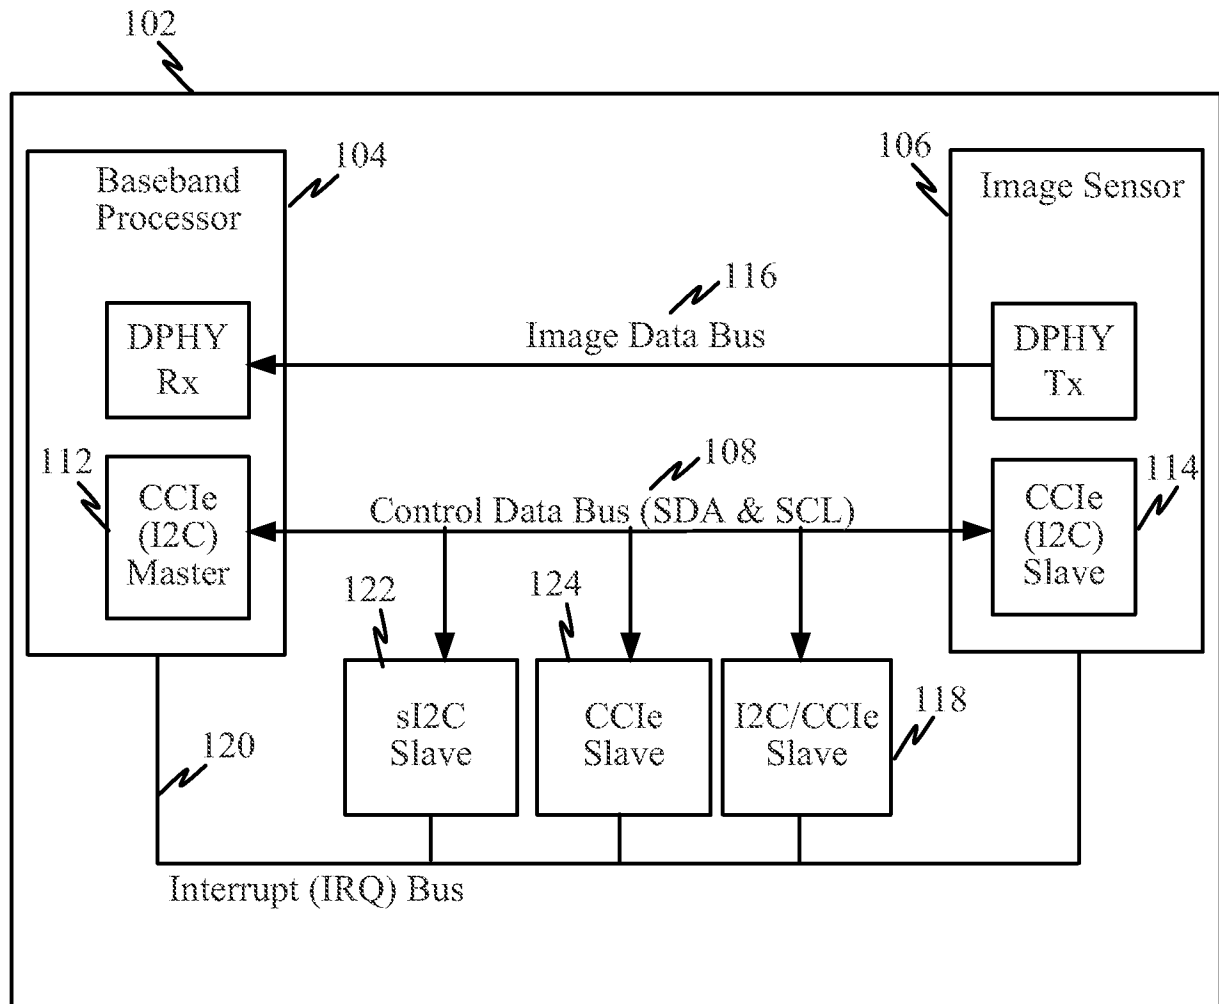 102
Baseband
Processor
104
106
Image Sensor
116
Image Data Bus
DPHY
Rx
DPHY
Tx
112
CCIe
(I2C)
Master
108
Control Data Bus (SDA & SCL)
CCIe
(I2C)
Slave
114
122
124
sI2C
Slave
CCIe
Slave
I2C/CCIe
Slave
118
120
Interrupt (IRQ) Bus